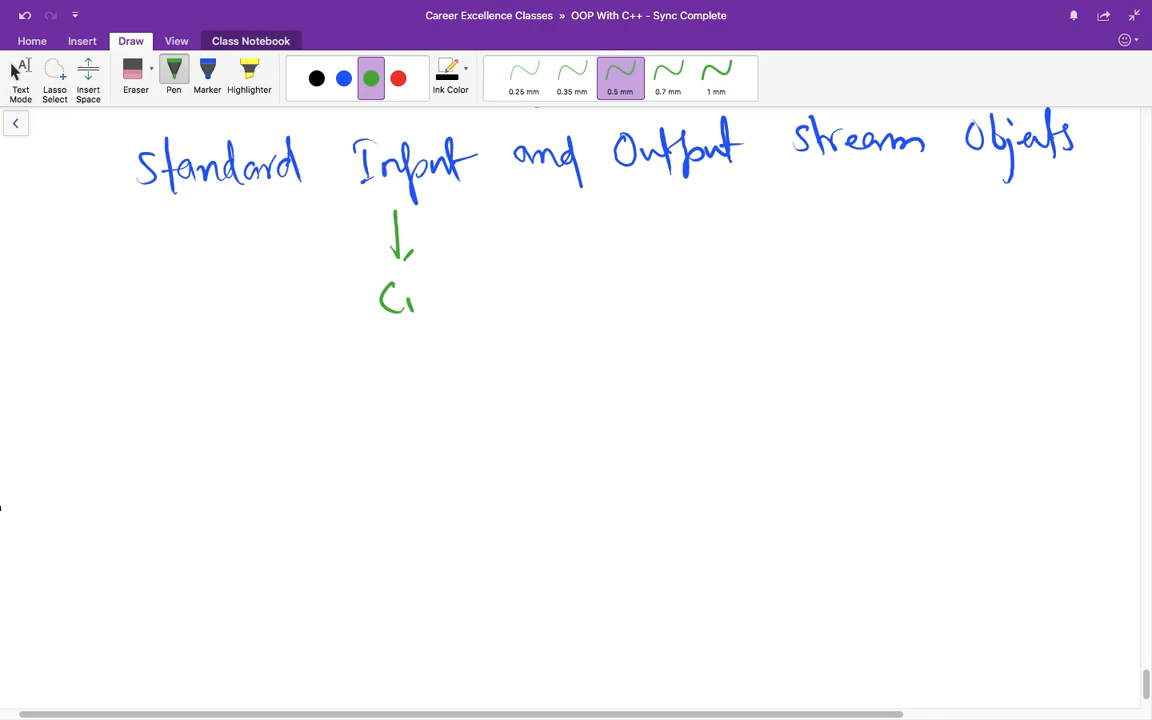 Career Excellence Classes » OOP With C++ - Sync Complete
Home Insert Draw View Class Notebook
Text Mode Lasso Select Insert Space Eraser Pen Marker Highlighter Ink Color 0.25 mm 0.35 mm 0.5 mm 0.7 mm 1 mm
Standard Input and Output Stream Objects